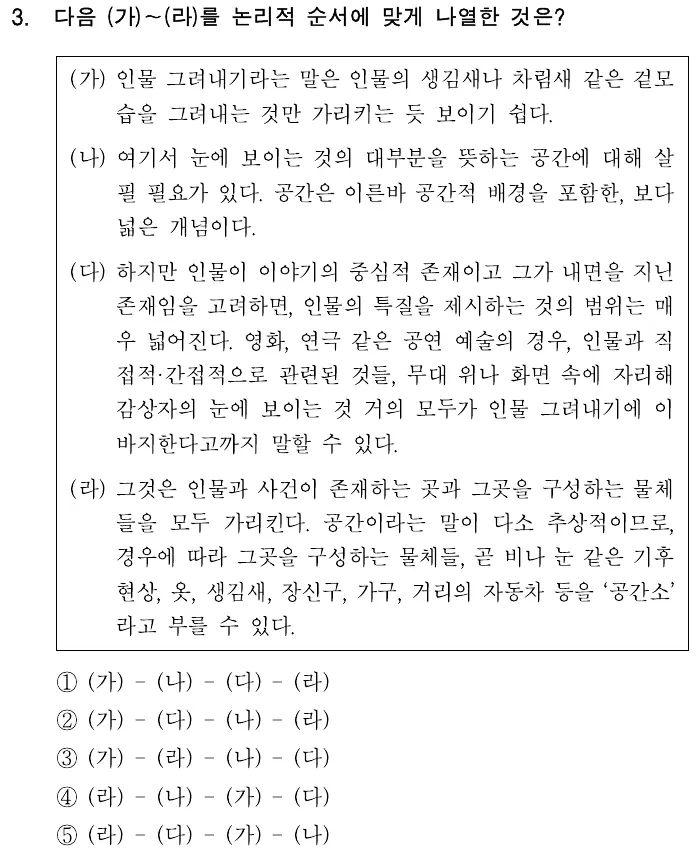 3. 다음 (가)~(라)를 논리적 순서에 맞게 나열한 것은?
(가) 인물 그려내기라는 말은 인물의 생김새나 차림새 같은 겉모
습을 그려내는 것만 가리키는 듯 보이기 쉽다.
(나) 여기서 눈에 보이는 것의 대부분을 뜻하는 공간에 대해 살
필 필요가 있다. 공간은 이른바 공간적 배경을 포함한, 보다
넓은 개념이다.
(다) 하지만 인물이 이야기의 중심적 존재이고 그가 내면을 지닌
존재임을 고려하면, 인물의 특질을 제시하는 것의 범위는 매
우 넓어진다. 영화, 연극 같은 공연 예술의 경우, 인물과 직
접적·간접적으로 관련된 것들, 무대 위나 화면 속에 자리해
감상자의 눈에 보이는 것 거의 모두가 인물 그려내기에 이
바지한다고까지 말할 수 있다.
(라) 그것은 인물과 사건이 존재하는 곳과 그곳을 구성하는 물체
들을 모두 가리킨다. 공간이라는 말이 다소 추상적이므로,
경우에 따라 그곳을 구성하는 물체들, 곧 비나 눈 같은 기후
현상, 옷, 생김새, 장신구, 가구, 거리의 자동차 등을 ‘공간소’
라고 부를 수 있다.
① (가) - (나) - (다) - (라)
② (가) - (다) - (나) - (라)
③ (가) - (라) - (나) - (다)
④ (라) - (나) - (가) - (다)
⑤ (라) - (다) - (가) - (나)